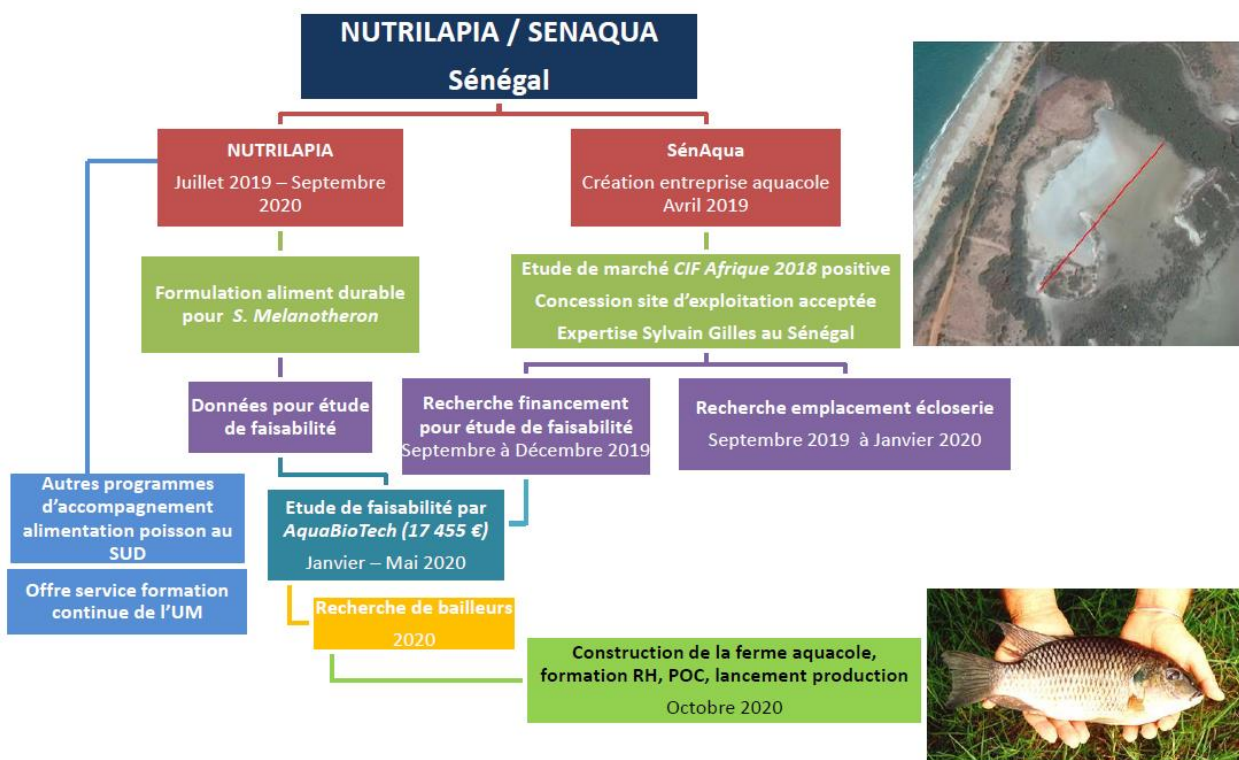 NUTRILAPIA / SENAQUA
Sénégal
NUTRILAPIA
Juillet 2019 – Septembre
2020
SénAqua
Création entreprise aquacole
Avril 2019
Formulation aliment durable
pour S. Melanotheron
Etude de marché CIF Afrique 2018 positive
Concession site d'exploitation acceptée
Expertise Sylvain Gilles au Sénégal
Données pour étude
de faisabilité
Recherche financement
pour étude de faisabilité
Septembre à Décembre 2019
Recherche emplacement écloserie
Septembre 2019 à Janvier 2020
Autres programmes
d'accompagnement
alimentation poisson au
SUD
Offre service formation
continue de l'UM
Etude de faisabilité par
AquaBioTech (17 455 €)
Janvier – Mai 2020
Recherche de bailleurs
2020
Construction de la ferme aquacole,
formation RH, POC, lancement production
Octobre 2020